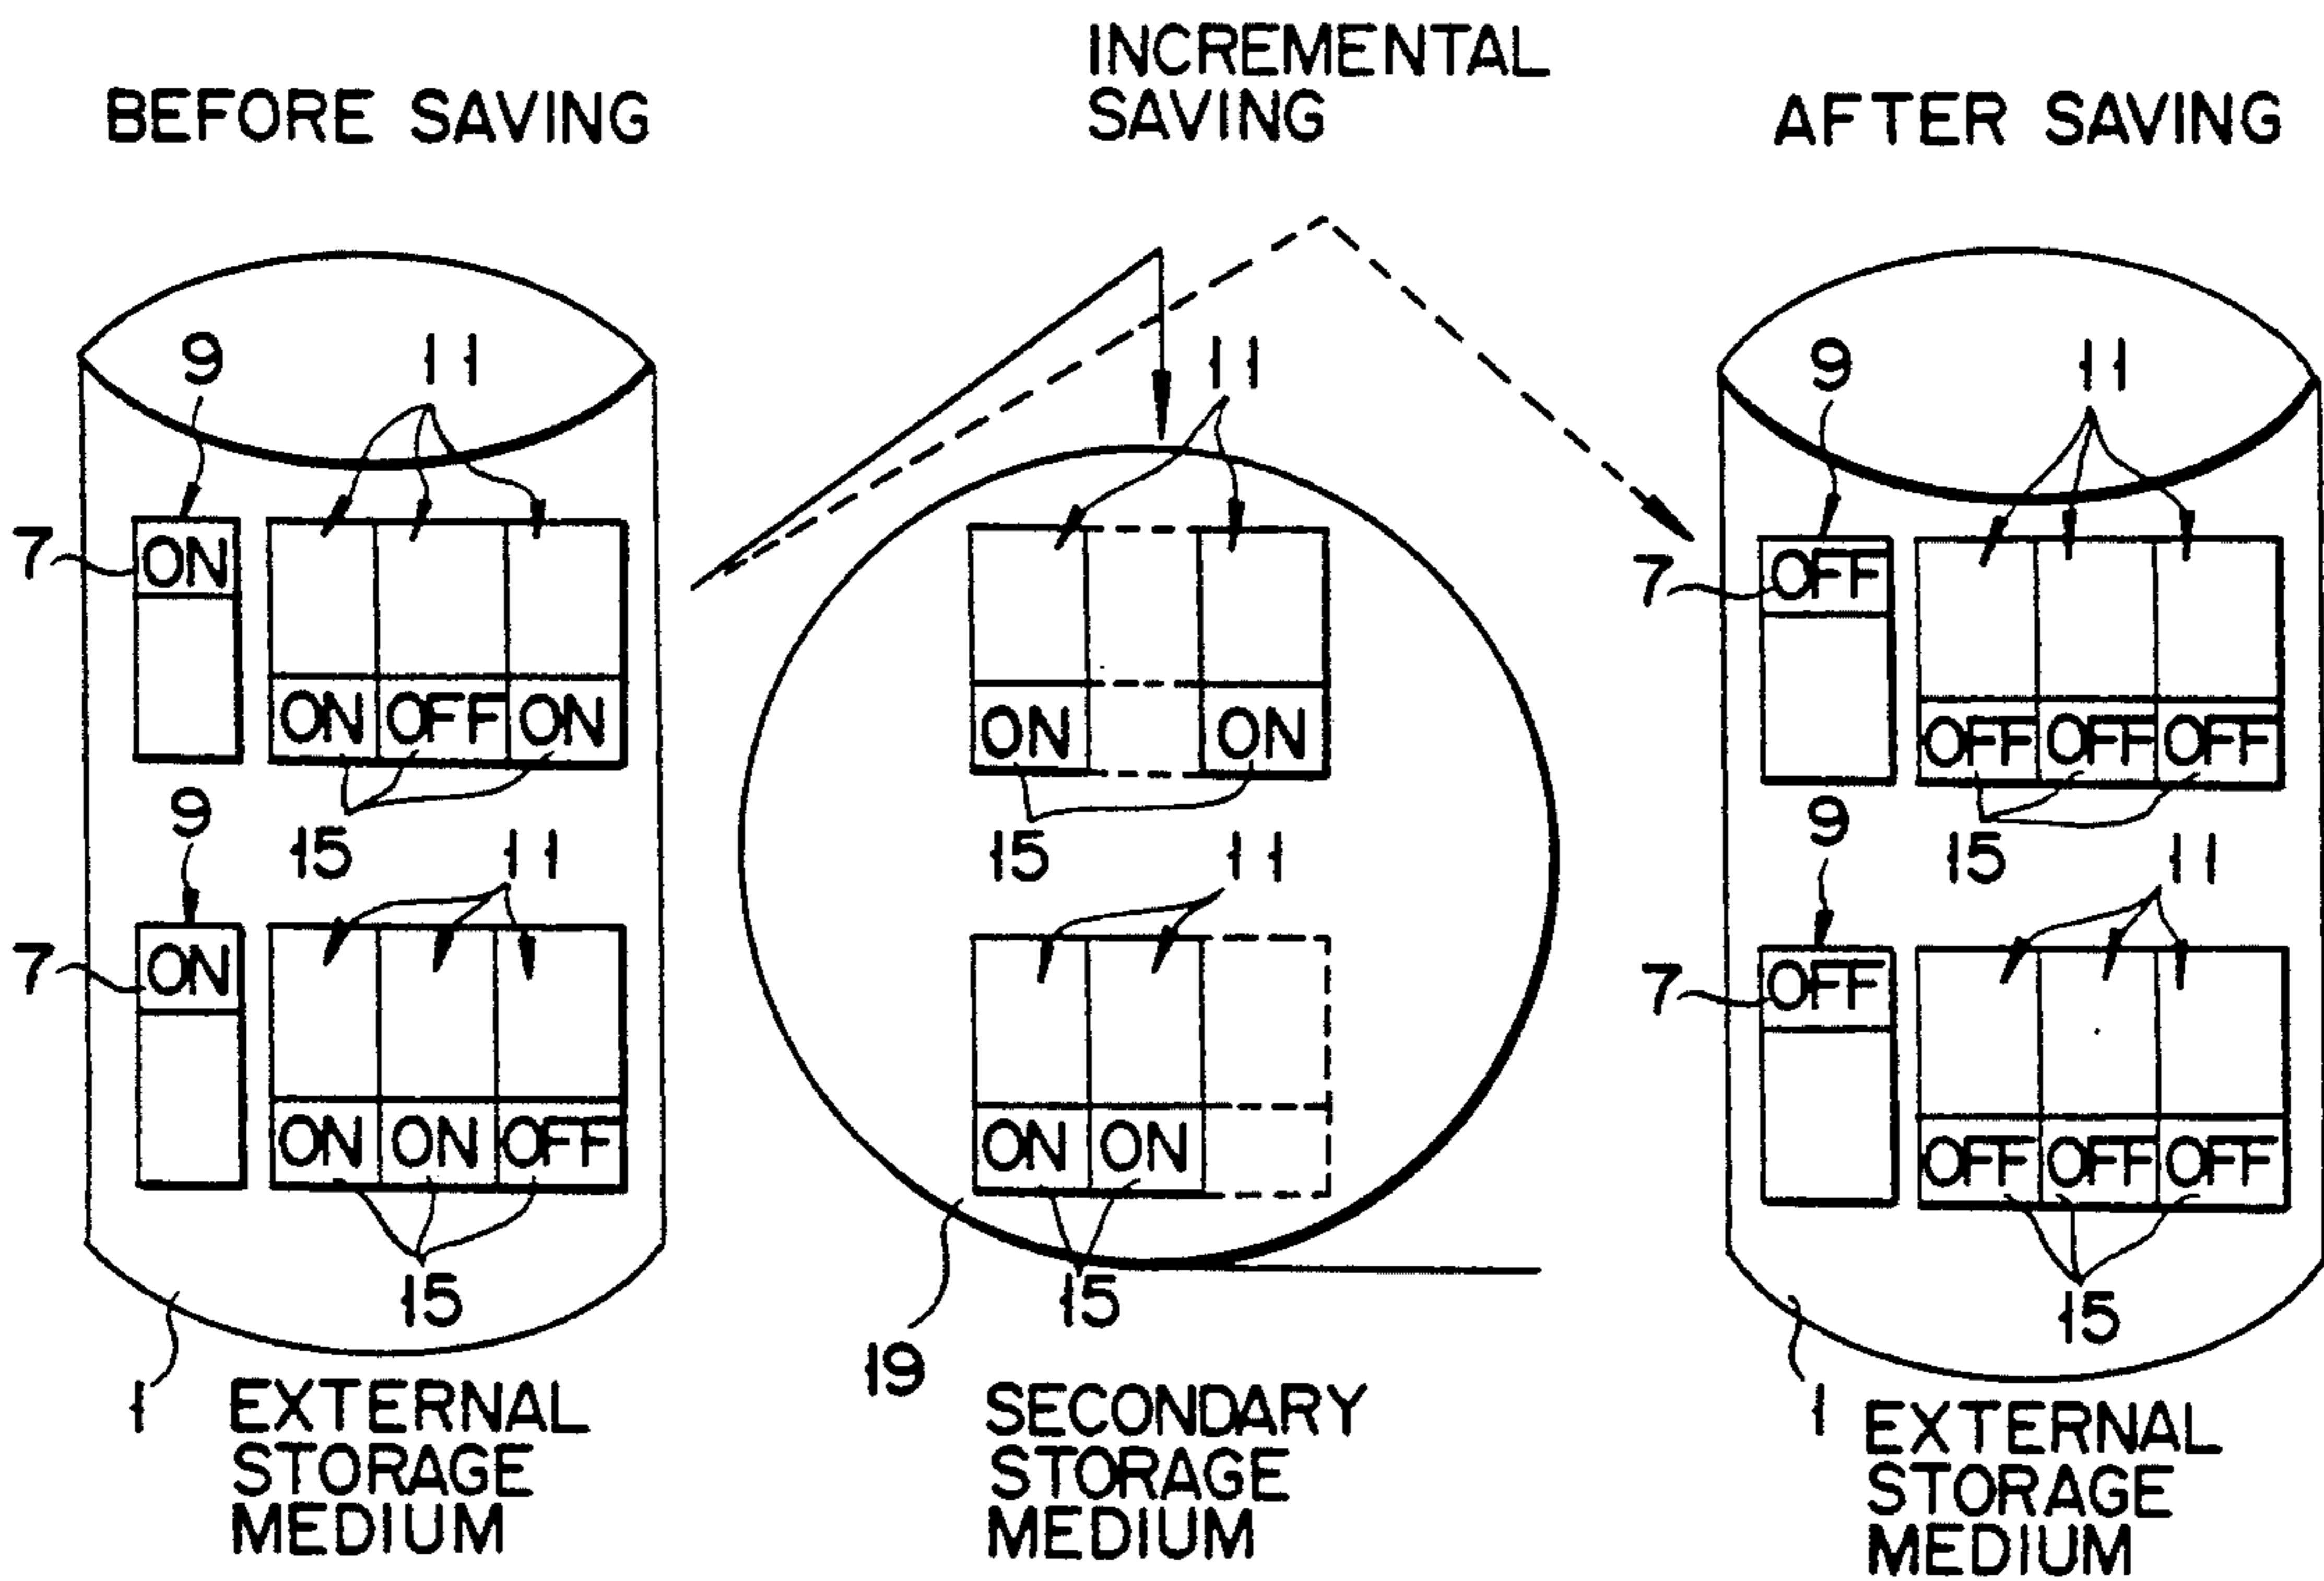 BEFORE SAVING
INCREMENTAL
SAVING
AFTER SAVING
9 11
7 ON
ON OFF ON
15
9 11
7 ON
ON ON OFF
15
1 EXTERNAL
STORAGE
MEDIUM
11
ON ON
15 11
ON ON
15
19
SECONDARY
STORAGE
MEDIUM
9 11
7 OFF
OFF OFF OFF
15
9 11
7 OFF
OFF OFF OFF
15
1 EXTERNAL
STORAGE
MEDIUM